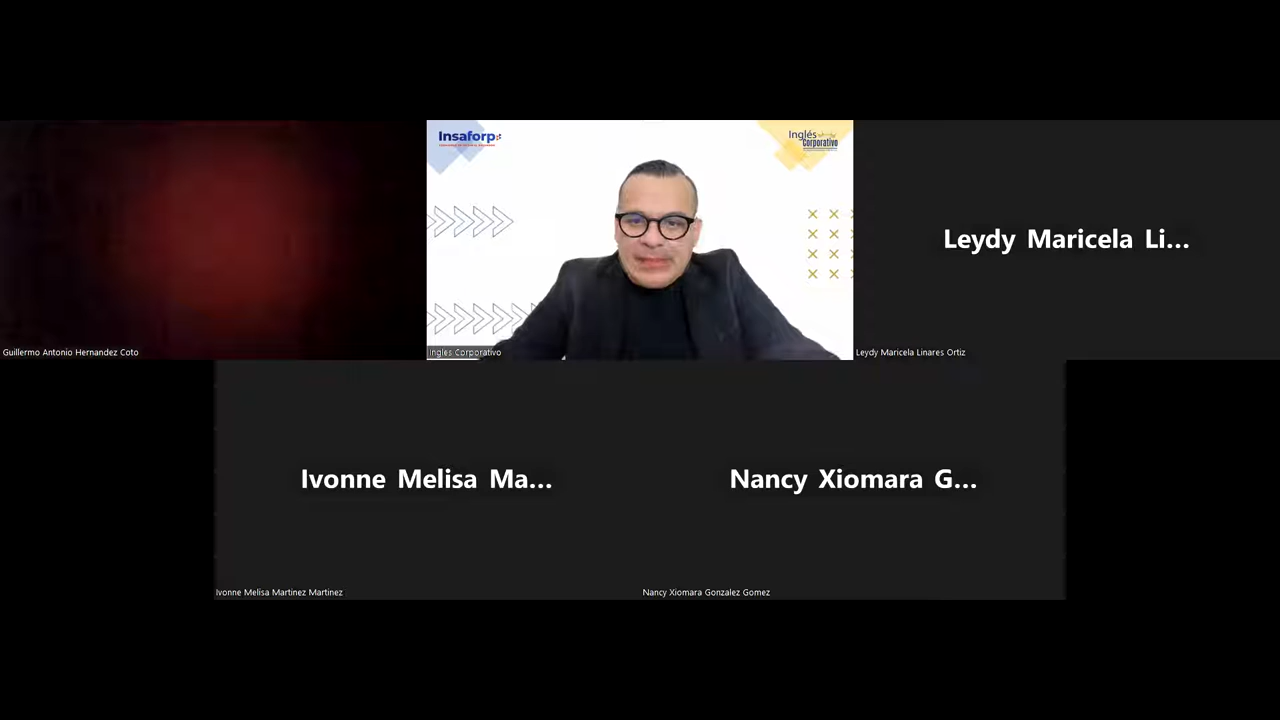 Insaforp
Inglés
Corporativo
Leydy Maricela Li...
Guillermo Antonio Hernandez Coto
Ingles Corporativo
Leydy Maricela Linares Ortiz
Ivonne Melisa Ma...
Nancy Xiomara G...
Ivonne Melisa Martinez Martinez
Nancy Xiomara Gonzalez Gomez